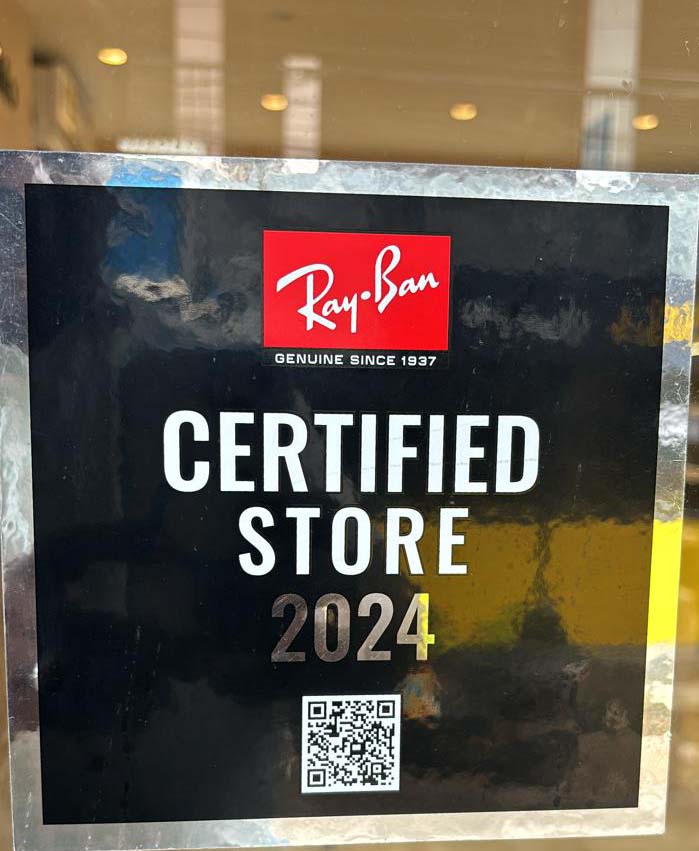 Ray·Ban
GENUINE SINCE 1937
CERTIFIED
STORE
2024